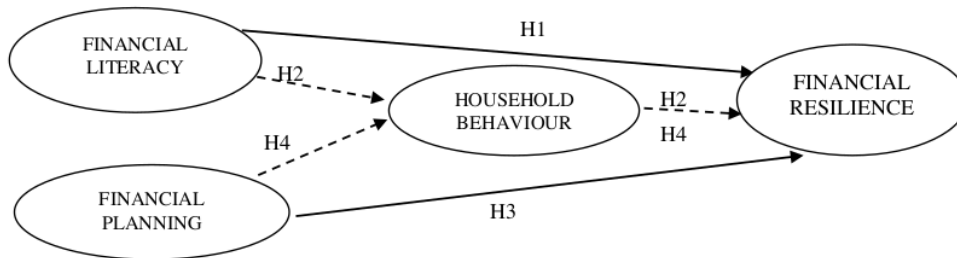 H1
FINANCIAL
LITERACY
H2
HOUSEHOLD
BEHAVIOUR
H2
H4
FINANCIAL
RESILIENCE
H4
FINANCIAL
PLANNING
H3